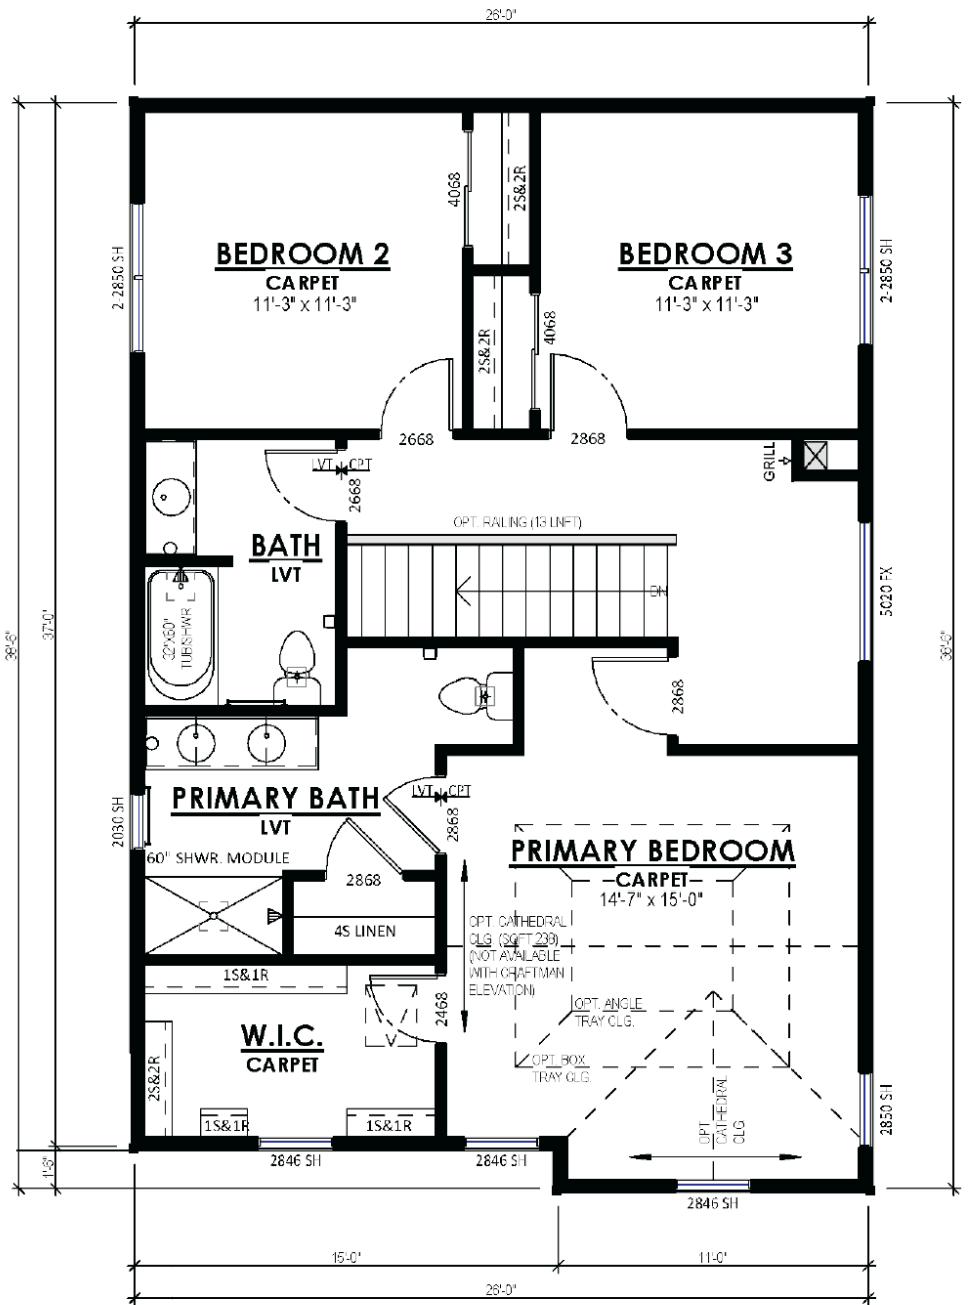 26'-0"
4068
2S&2R
BEDROOM 2
CARPET
11'-3" x 11'-3"
BEDROOM 3
CARPET
11'-3" x 11'-3"
2-2850 SH
2-2850 SH
4068
2S&2R
2668
2868
LVT
CPT
GRILL
2668
OPT. RAILING (13 LNFT)
BATH
LVT
DN
5020 FX
32"X60"
TUB/SHWR
38'-6"
37'-0"
38'-6"
2868
PRIMARY BATH
LVT
LVT
CPT
2868
2030 SH
60" SHWR. MODULE
2868
4S LINEN
PRIMARY BEDROOM
CARPET
14'-7" x 15'-0"
OPT. CATHEDRAL
CLG. (SQFT 238)
(NOT AVAILABLE
WITH CRAFTMAN
ELEVATION)
1S&1R
2468
OPT. ANGLE
TRAY CLG.
W.I.C.
CARPET
OPT. BOX
TRAY CLG.
2S&2R
1S&1R
1S&1R
OPT.
CATHEDRAL
CLG
2850 SH
2846 SH
2846 SH
1'-6"
2846 SH
15'-0"
11'-0"
26'-0"